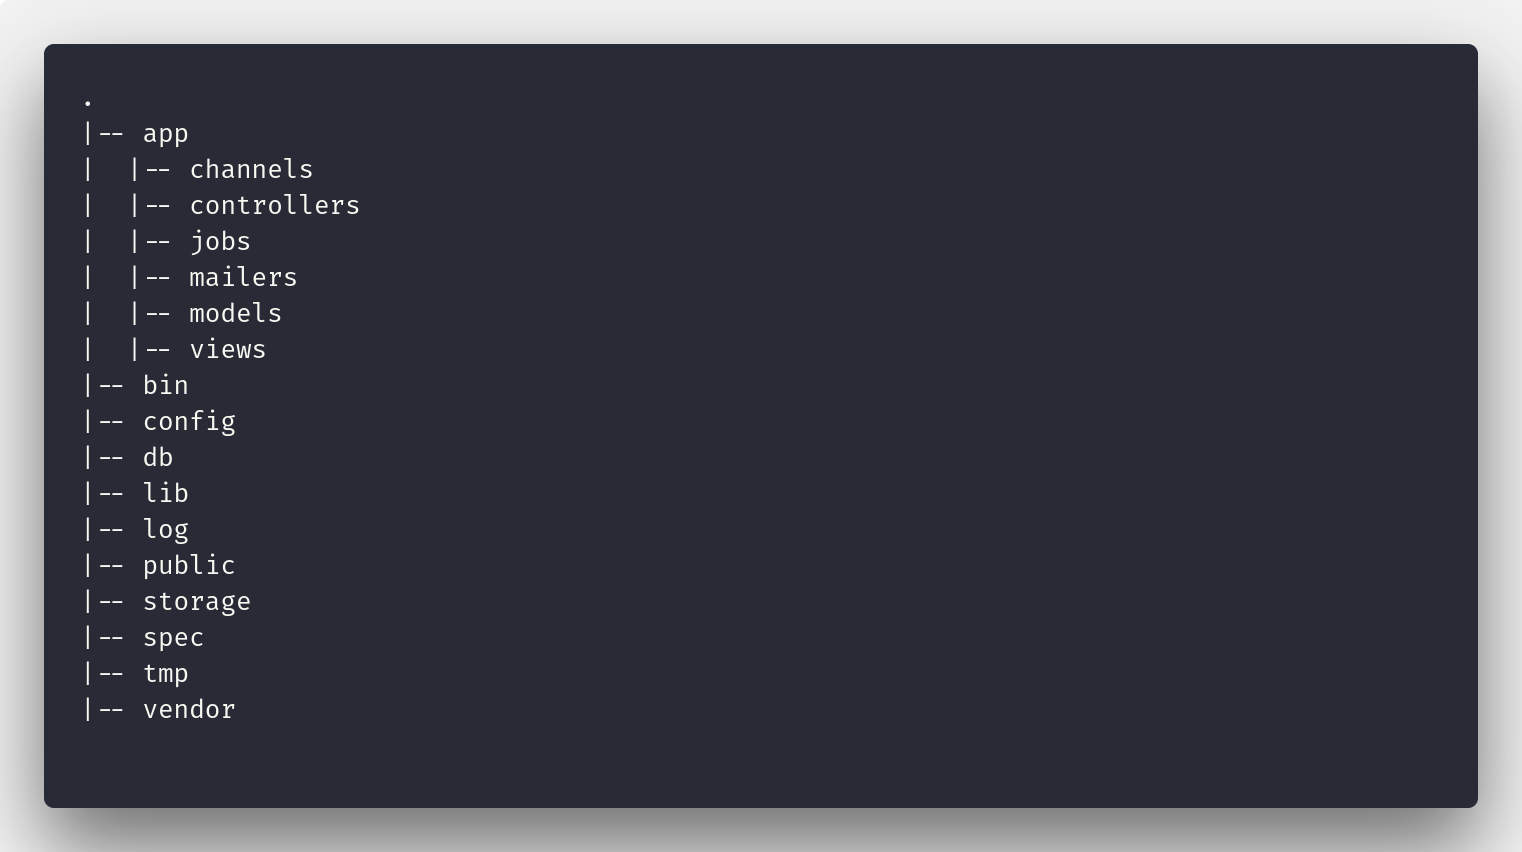 .
|-- app
|  |-- channels
|  |-- controllers
|  |-- jobs
|  |-- mailers
|  |-- models
|  |-- views
|-- bin
|-- config
|-- db
|-- lib
|-- log
|-- public
|-- storage
|-- spec
|-- tmp
|-- vendor